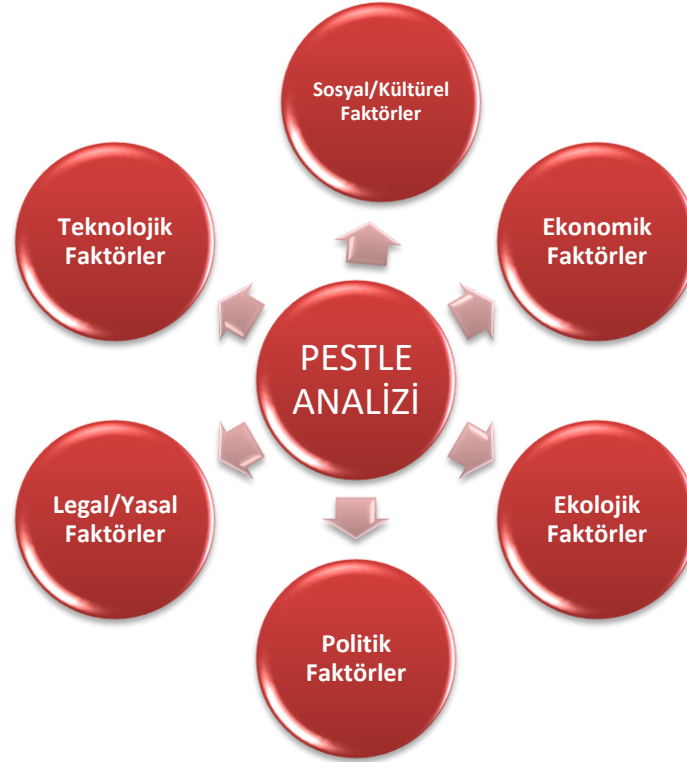 Sosyal/Kültürel
Faktörler
Teknolojik
Faktörler
Ekonomik
Faktörler
PESTLE
ANALİZİ
Legal/Yasal
Faktörler
Ekolojik
Faktörler
Politik
Faktörler